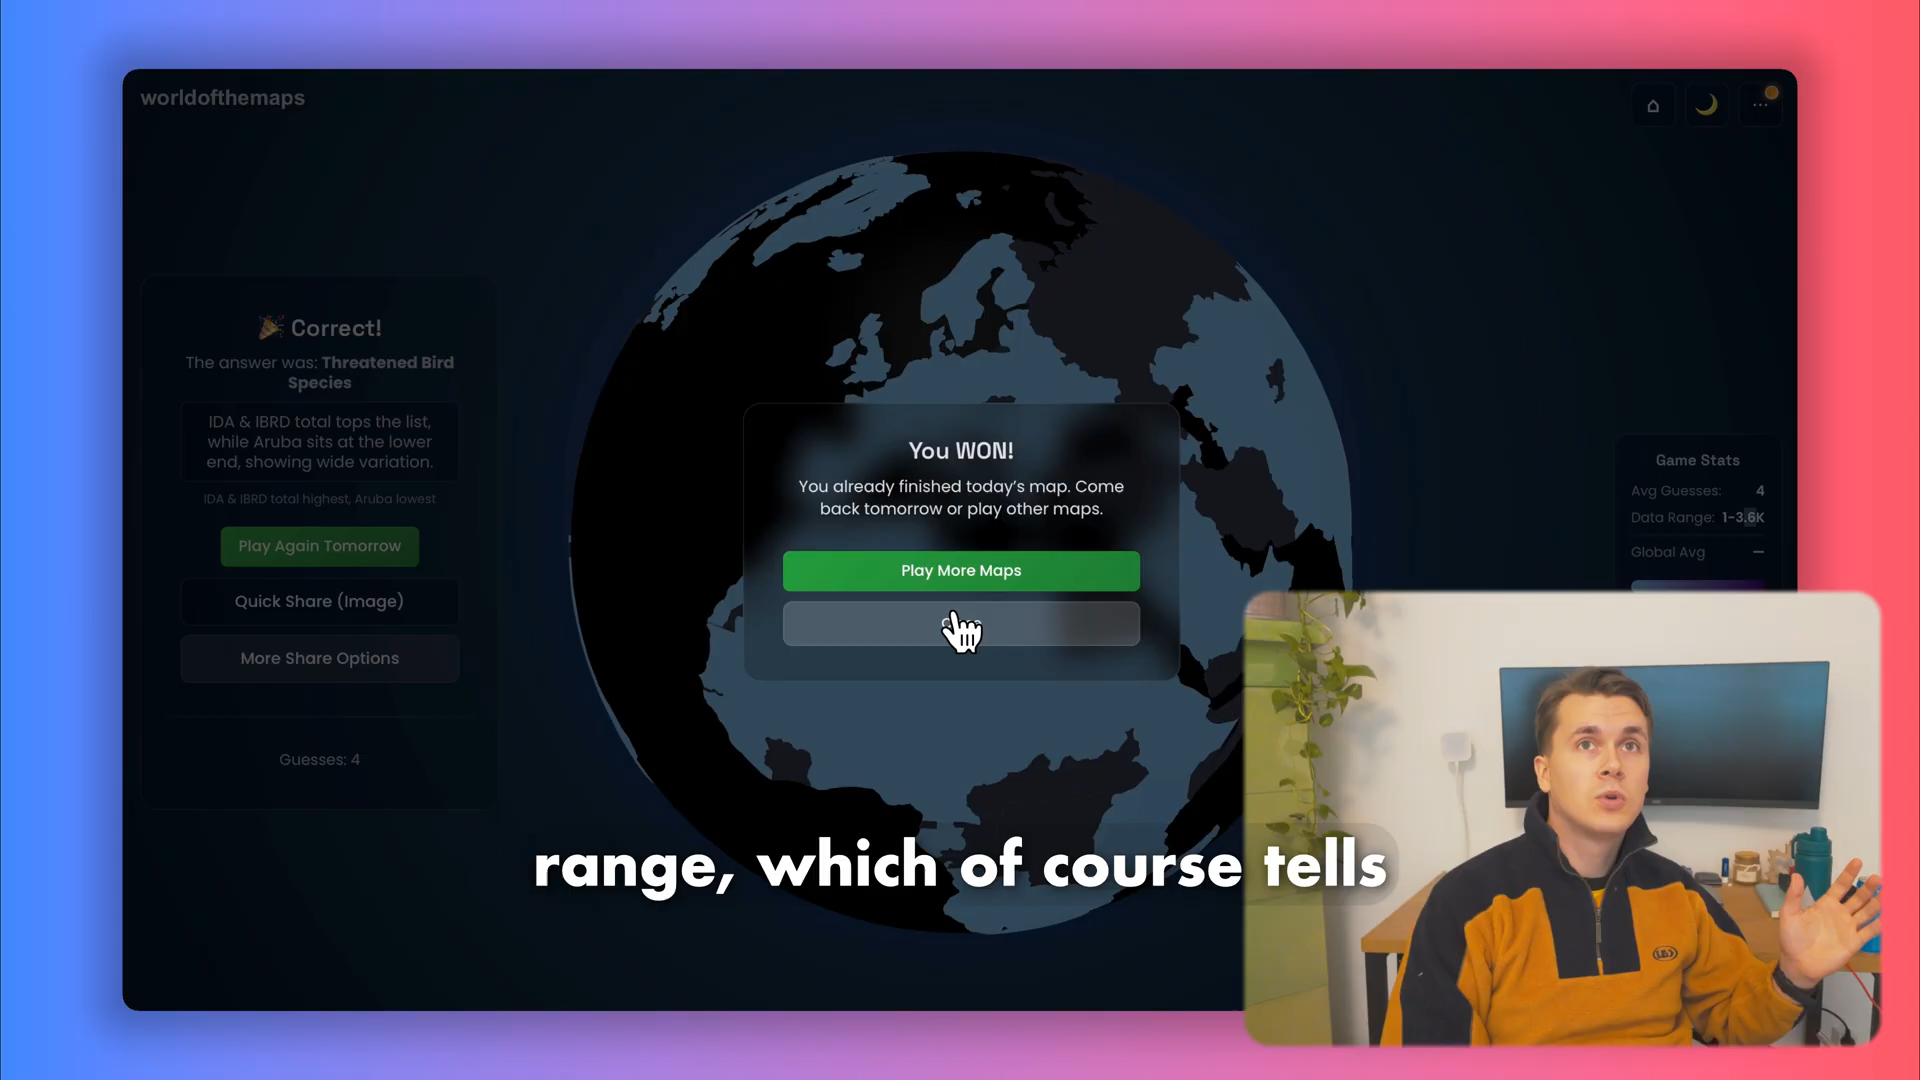 worldofthemaps
🎉 Correct!
The answer was: Threatened Bird
Species
IDA & IBRD total tops the list,
while Aruba sits at the lower
end, showing wide variation.
IDA & IBRD total highest, Aruba lowest
Play Again Tomorrow
Quick Share (Image)
More Share Options
Guesses: 4
You WON!
You already finished today's map. Come
back tomorrow or play other maps.
Play More Maps
Game Stats
Avg Guesses: 4
Data Range: 1-3.6K
Global Avg —
range, which of course tells